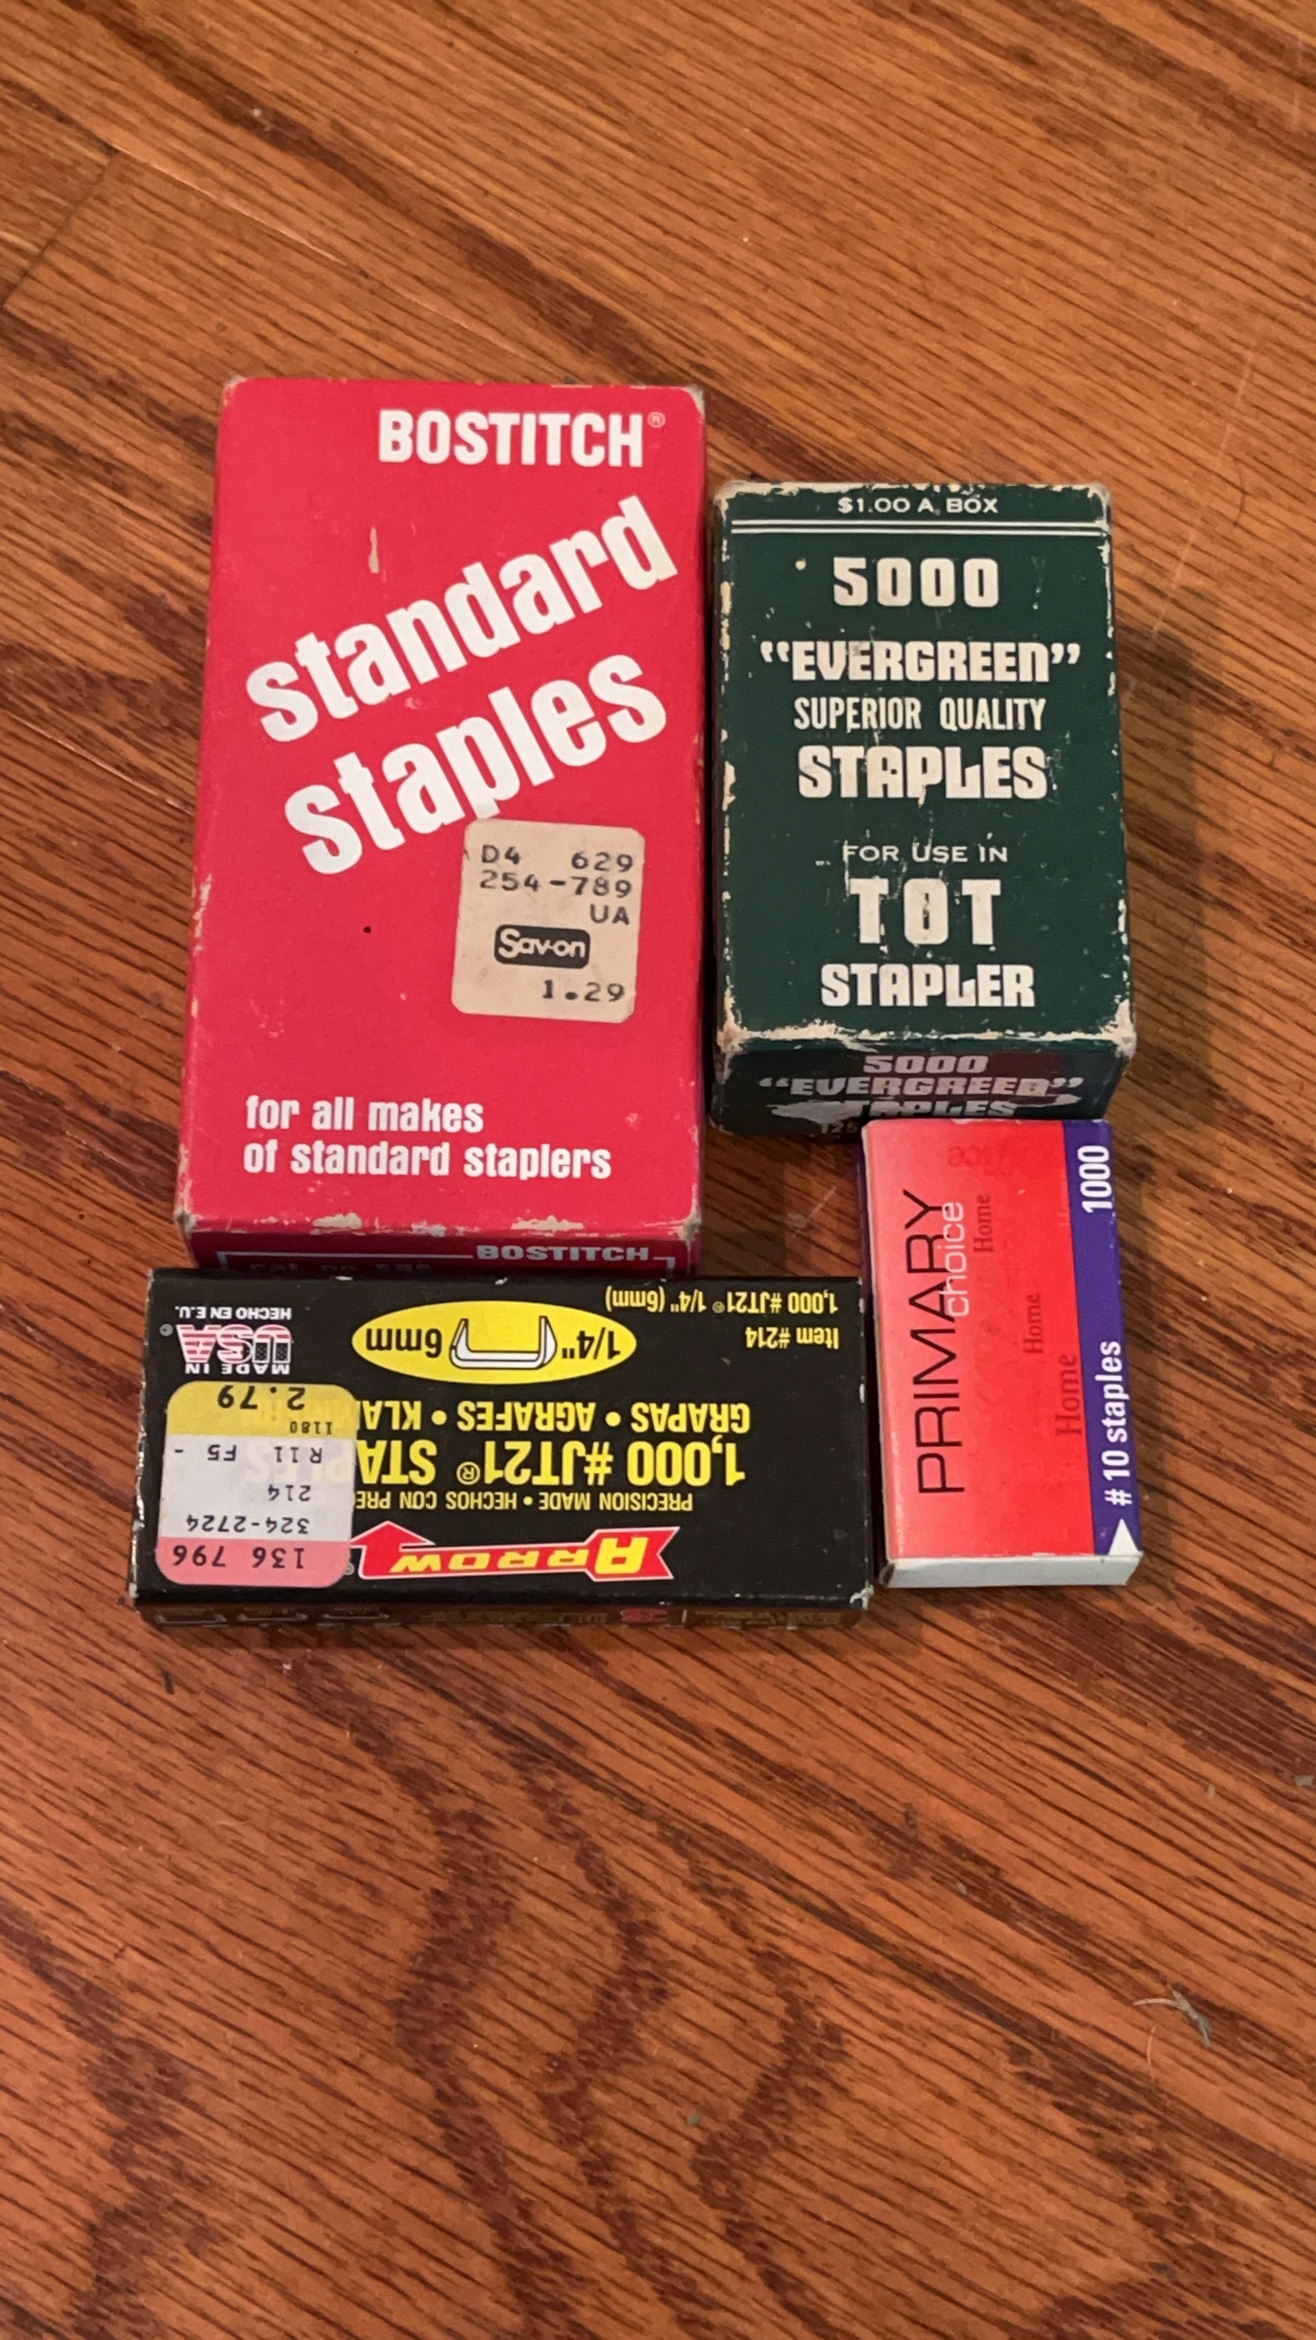 BOSTITCH®
standard
staples
D4 629
254-789
UA
Sav-on
1.29
for all makes
of standard staplers
BOSTITCH
$1.00 A BOX
5000
"EVERGREEN"
SUPERIOR QUALITY
STAPLES
FOR USE IN
TOT
STAPLER
5000
"EVERGREEN"
STAPLES
PRIMARY
choice
Home
Home
Home
1000
# 10 staples
ARROW
PRECISION MADE • HECHOS CON
1,000 #JT21® STAPLES
GRAPAS • AGRAFES •
1/4" 6mm
Item #214
1,000 #JT21® 1/4" (6mm)
MADE IN
USA
HECHO EN E.U.
136 796
324-2724
214
R11 F5 -
1180
2.79